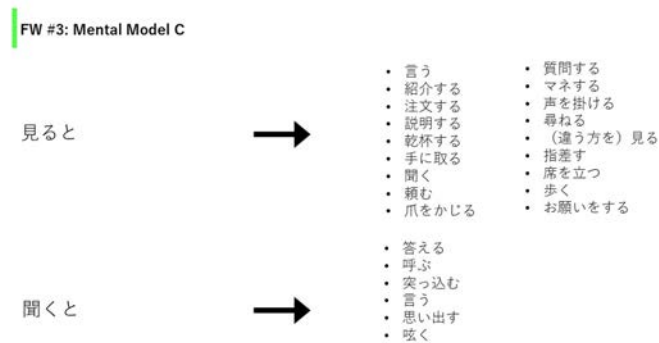 FW #3: Mental Model C
見ると
• 言う
• 紹介する
• 注文する
• 説明する
• 乾杯する
• 手に取る
• 聞く
• 頼む
• 爪をかじる
• 質問する
• マネする
• 声を掛ける
• 尋ねる
• （違う方を）見る
• 指差す
• 席を立つ
• 歩く
• お願いをする
聞くと
• 答える
• 呼ぶ
• 突っ込む
• 言う
• 思い出す
• 呟く